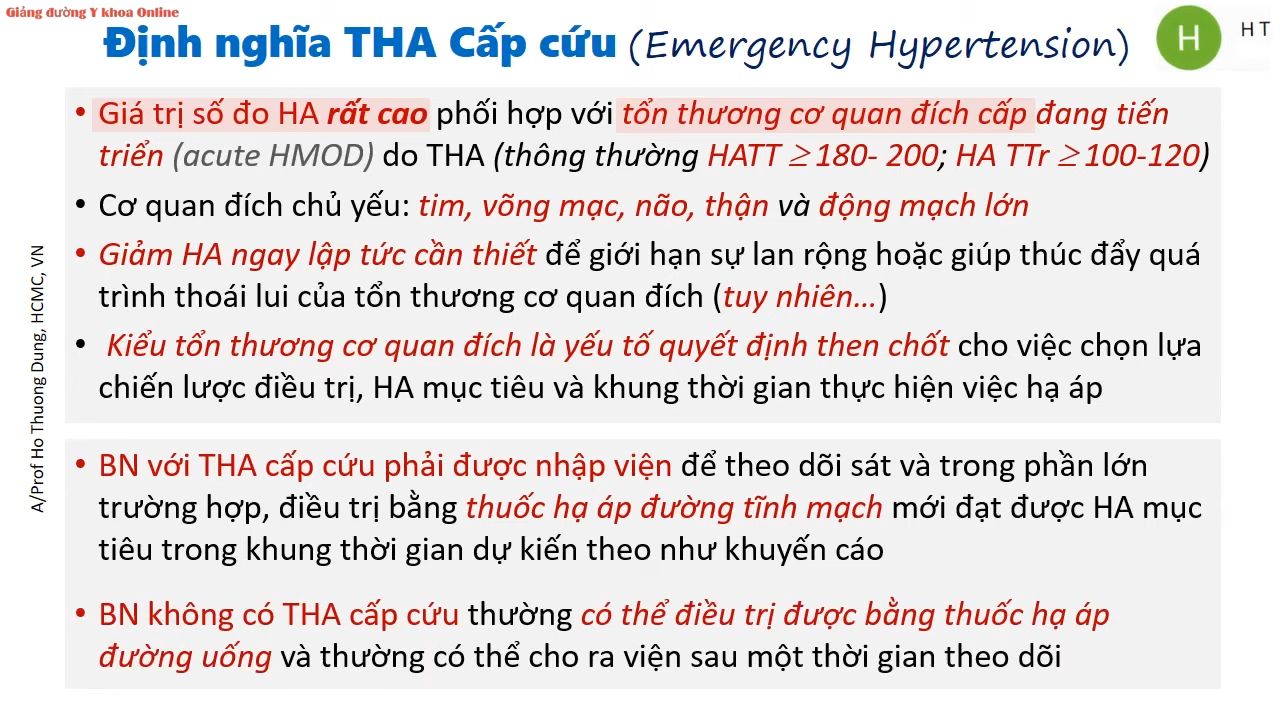 Giảng đường Y khoa Online
Định nghĩa THA Cấp cứu (Emergency Hypertension)
H
H T
• Giá trị số đo HA rất cao phối hợp với tổn thương cơ quan đích cấp đang tiến
triển (acute HMOD) do THA (thông thường HATT ≥180- 200; HA TTr ≥100-120)
• Cơ quan đích chủ yếu: tim, võng mạc, não, thận và động mạch lớn
• Giảm HA ngay lập tức cần thiết để giới hạn sự lan rộng hoặc giúp thúc đẩy quá
trình thoái lui của tổn thương cơ quan đích (tuy nhiên...)
• Kiểu tổn thương cơ quan đích là yếu tố quyết định then chốt cho việc chọn lựa
chiến lược điều trị, HA mục tiêu và khung thời gian thực hiện việc hạ áp
• BN với THA cấp cứu phải được nhập viện để theo dõi sát và trong phần lớn
trường hợp, điều trị bằng thuốc hạ áp đường tĩnh mạch mới đạt được HA mục
tiêu trong khung thời gian dự kiến theo như khuyến cáo
• BN không có THA cấp cứu thường có thể điều trị được bằng thuốc hạ áp
đường uống và thường có thể cho ra viện sau một thời gian theo dõi
A/Prof Ho Thuong Dung, HCMC, VN